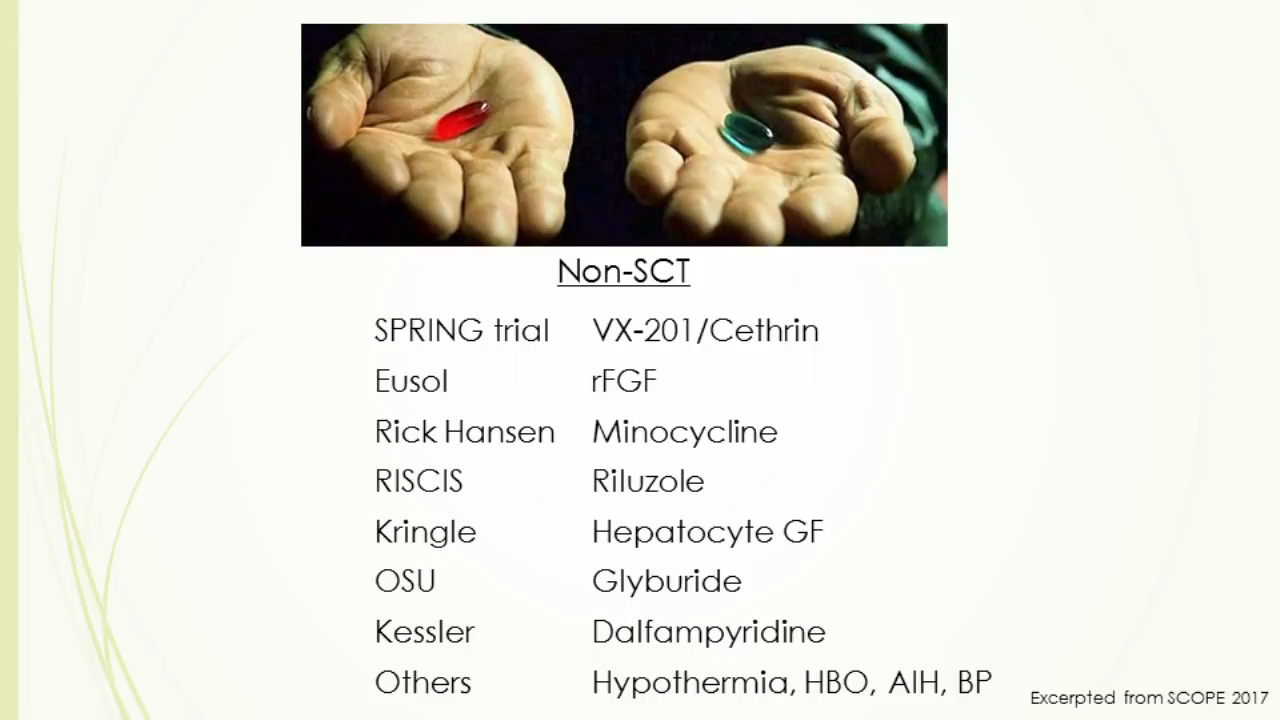 Non-SCT
SPRING trial VX-201/Cethrin
Eusol rFGF
Rick Hansen Minocycline
RISCIS Riluzole
Kringle Hepatocyte GF
OSU Glyburide
Kessler Dalfampyridine
Others Hypothermia, HBO, AIH, BP
Excerpted from SCOPE 2017